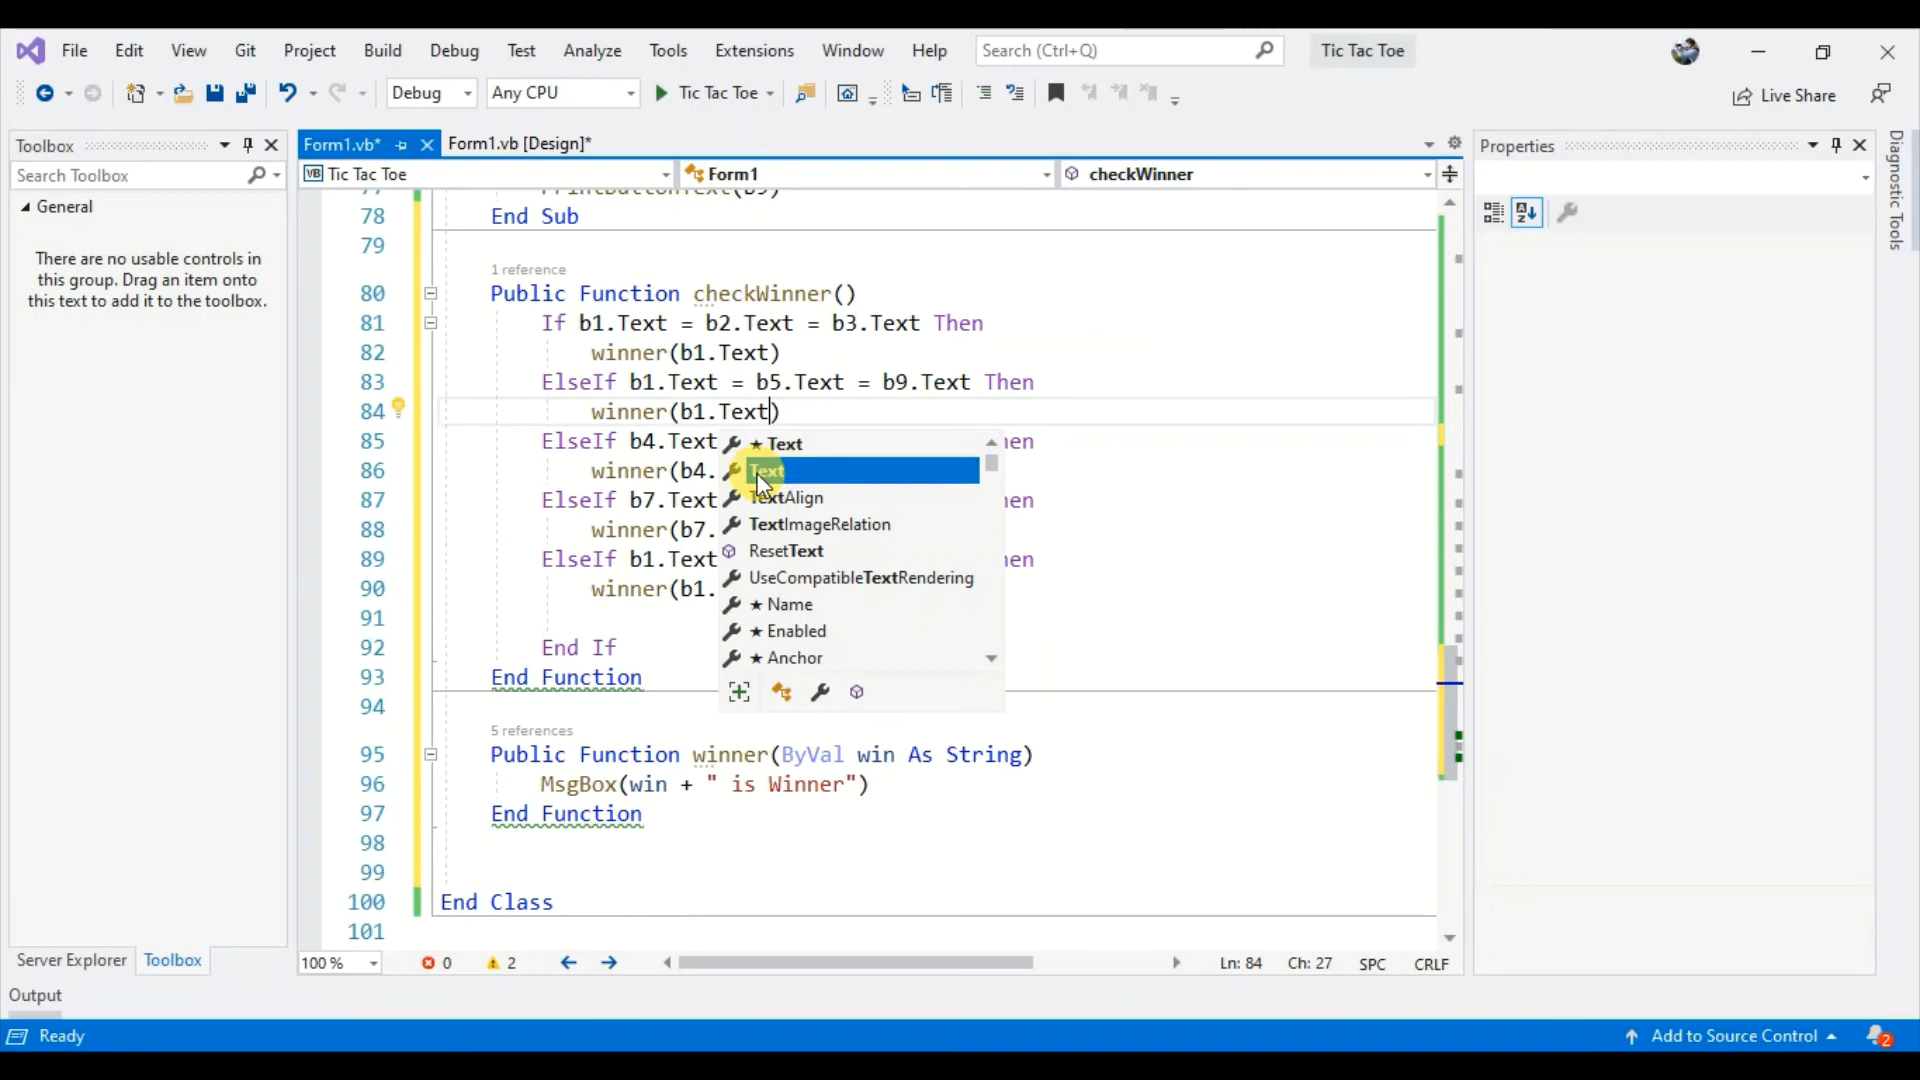 File Edit View Git Project Build Debug Test Analyze Tools Extensions Window Help Search (Ctrl+Q) Tic Tac Toe
Debug Any CPU Tic Tac Toe Live Share
Toolbox
Search Toolbox
General
There are no usable controls in
this group. Drag an item onto
this text to add it to the toolbox.
Server Explorer Toolbox
Form1.vb* Form1.vb [Design]*
Tic Tac Toe Form1 checkWinner
77 PrintButtonText(b9)
78 End Sub
79
1 reference
80 Public Function checkWinner()
81 If b1.Text = b2.Text = b3.Text Then
82 winner(b1.Text)
83 ElseIf b1.Text = b5.Text = b9.Text Then
84 winner(b1.Text)
85 ElseIf b4.Text hen
86 winner(b4.
87 ElseIf b7.Text hen
88 winner(b7.
89 ElseIf b1.Text hen
90 winner(b1.
91
92 End If
93 End Function
94
5 references
95 Public Function winner(ByVal win As String)
96 MsgBox(win + " is Winner")
97 End Function
98
99
100 End Class
101
★ Text
Text
TextAlign
TextImageRelation
ResetText
UseCompatibleTextRendering
★ Name
★ Enabled
★ Anchor
100 % 0 2 Ln: 84 Ch: 27 SPC CRLF
Properties
Diagnostic Tools
Output
Ready Add to Source Control 2